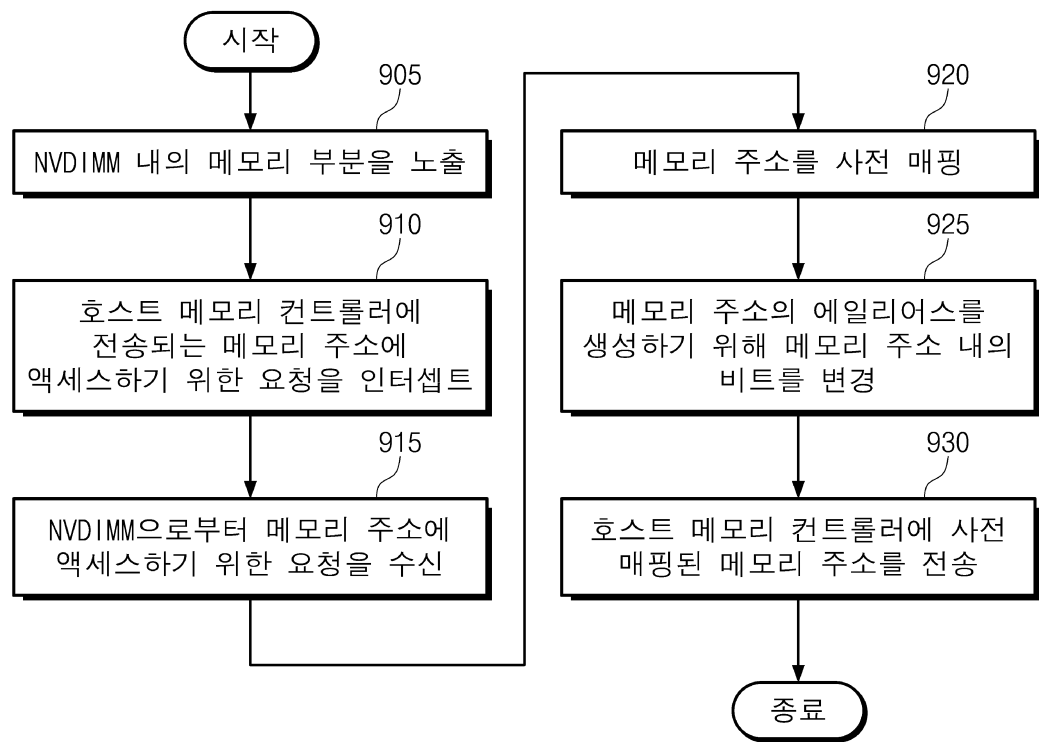 시작
905
NVDIMM 내의 메모리 부분을 노출
910
호스트 메모리 컨트롤러에
전송되는 메모리 주소에
액세스하기 위한 요청을 인터셉트
915
NVDIMM으로부터 메모리 주소에
액세스하기 위한 요청을 수신
920
메모리 주소를 사전 매핑
925
메모리 주소의 에일리어스를
생성하기 위해 메모리 주소 내의
비트를 변경
930
호스트 메모리 컨트롤러에 사전
매핑된 메모리 주소를 전송
종료